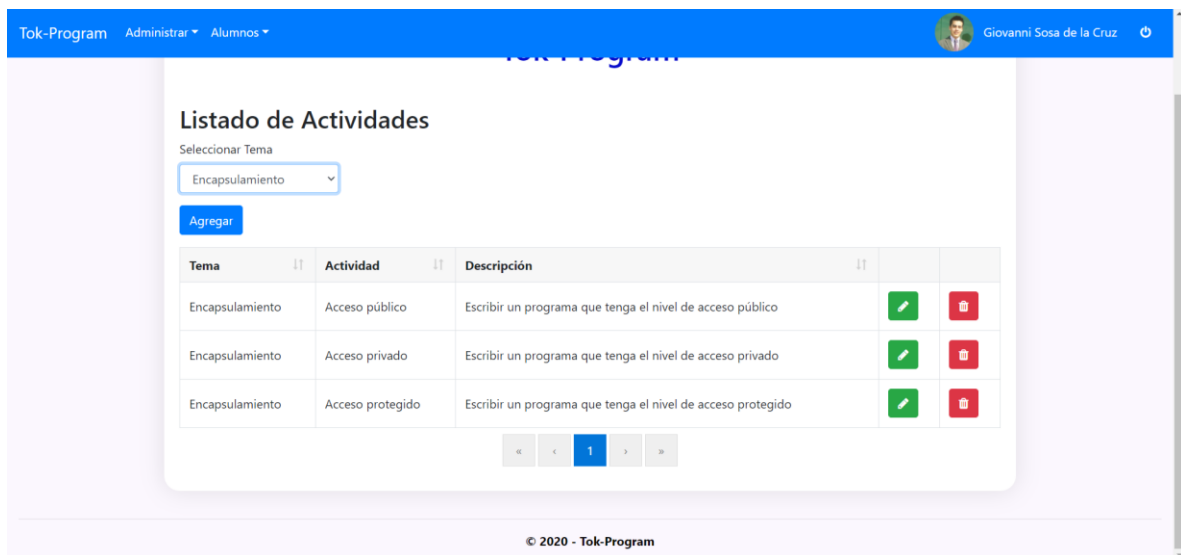 Tok-Program Administrar Alumnos Giovanni Sosa de la Cruz
Tok-Program
Listado de Actividades
Seleccionar Tema
Encapsulamiento
Agregar
Tema Actividad Descripción
Encapsulamiento Acceso público Escribir un programa que tenga el nivel de acceso público
Encapsulamiento Acceso privado Escribir un programa que tenga el nivel de acceso privado
Encapsulamiento Acceso protegido Escribir un programa que tenga el nivel de acceso protegido
« ‹ 1 › »
© 2020 - Tok-Program